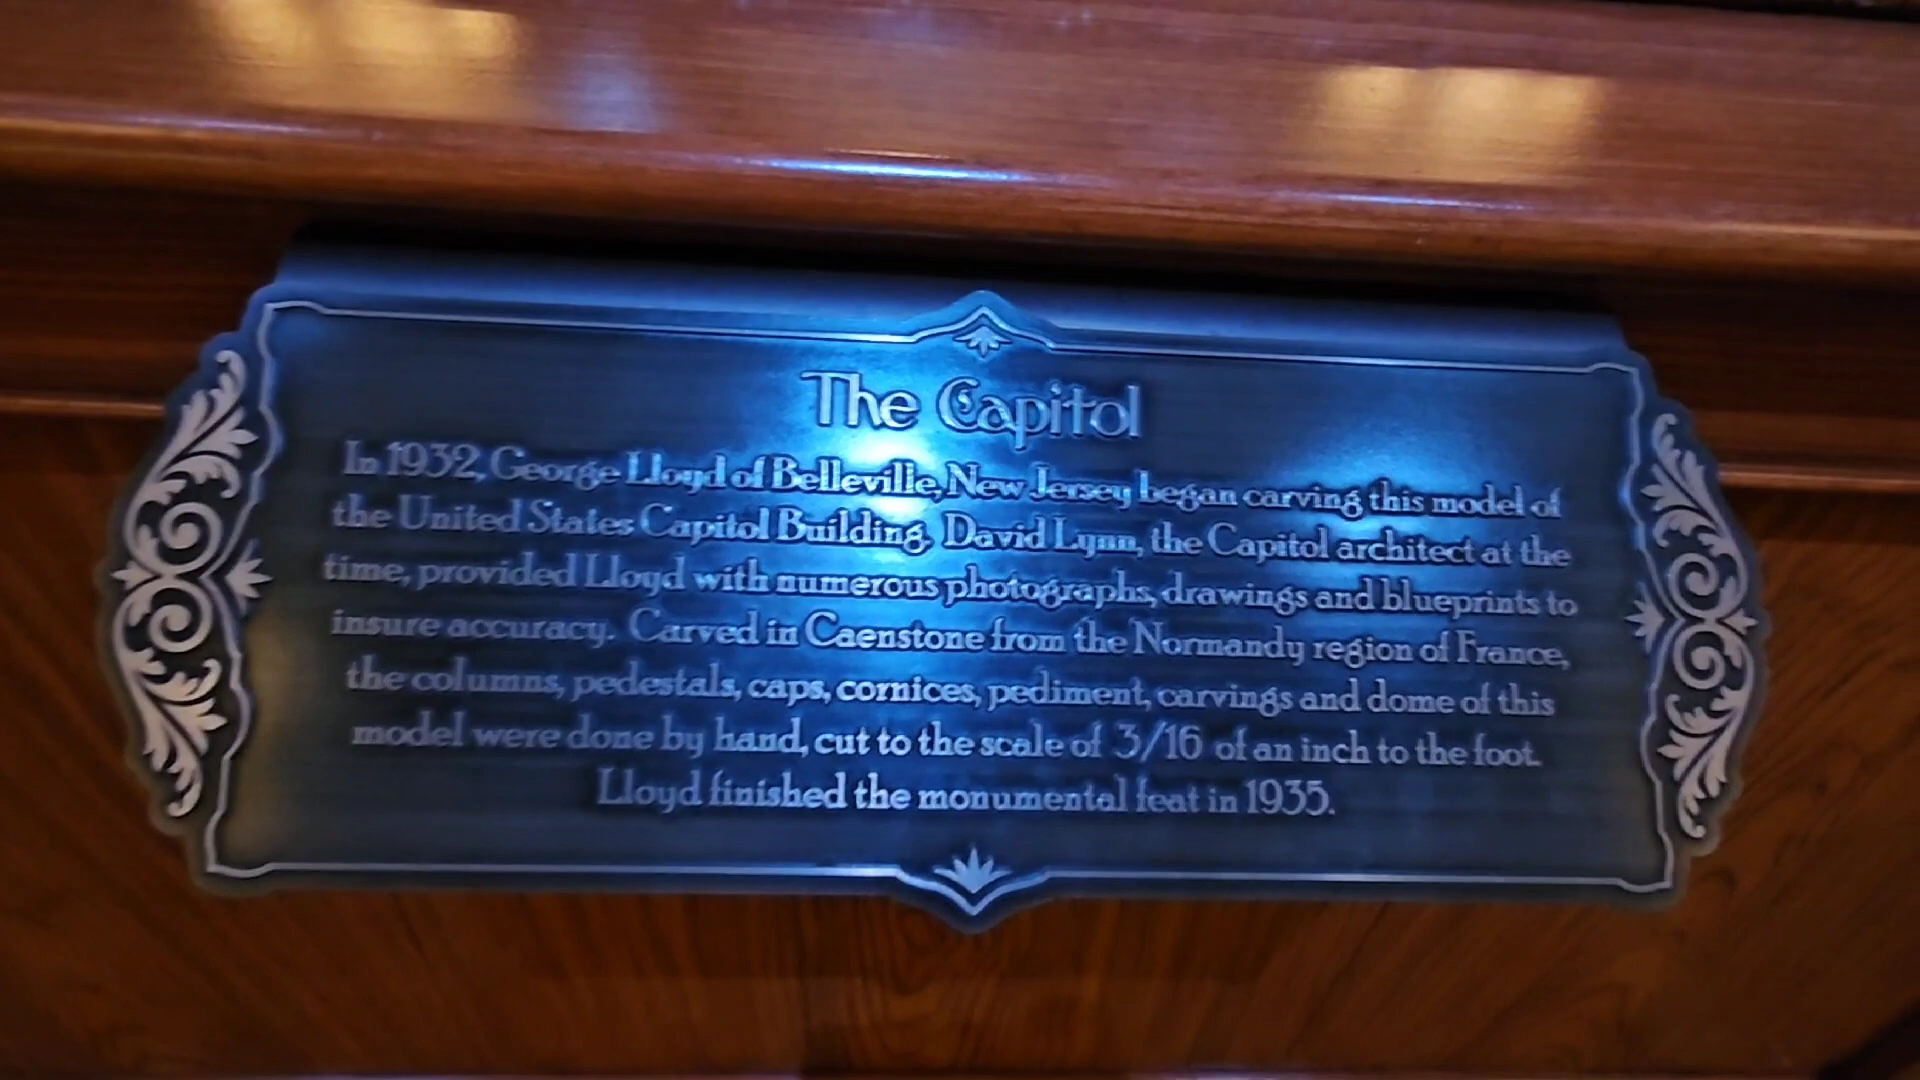 The Capitol
In 1932, George Lloyd of Belleville, New Jersey began carving this model of
the United States Capitol Building. David Lynn, the Capitol architect at the
time, provided Lloyd with numerous photographs, drawings and blueprints to
insure accuracy. Carved in Caenstone from the Normandy region of France,
the columns, pedestals, caps, cornices, pediment, carvings and dome of this
model were done by hand, cut to the scale of 3/16 of an inch to the foot.
Lloyd finished the monumental feat in 1935.